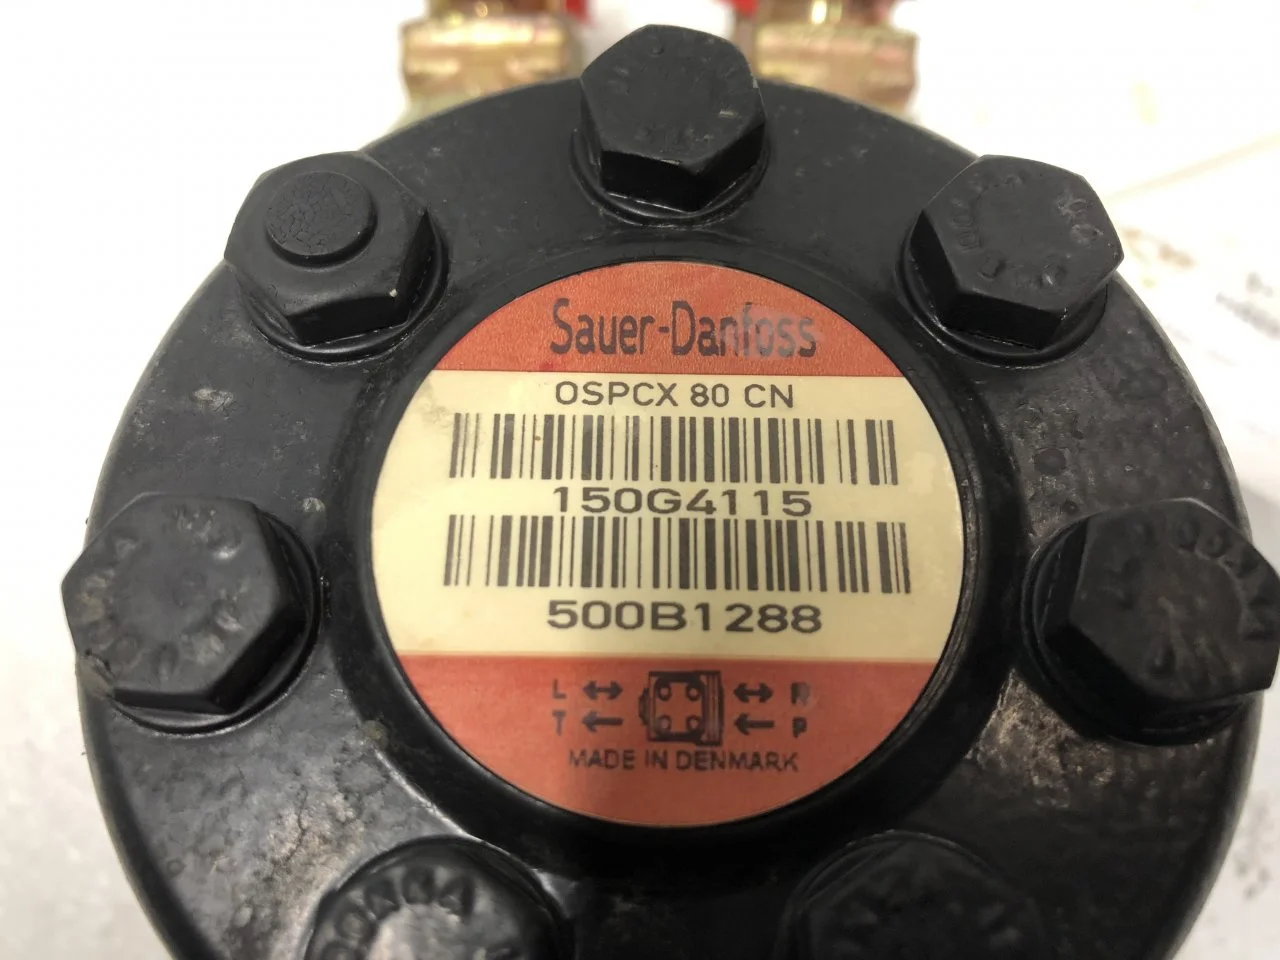 Sauer-Danfoss
OSPCX 80 CN
150G4115
500B1288
L R
T P
MADE IN DENMARK